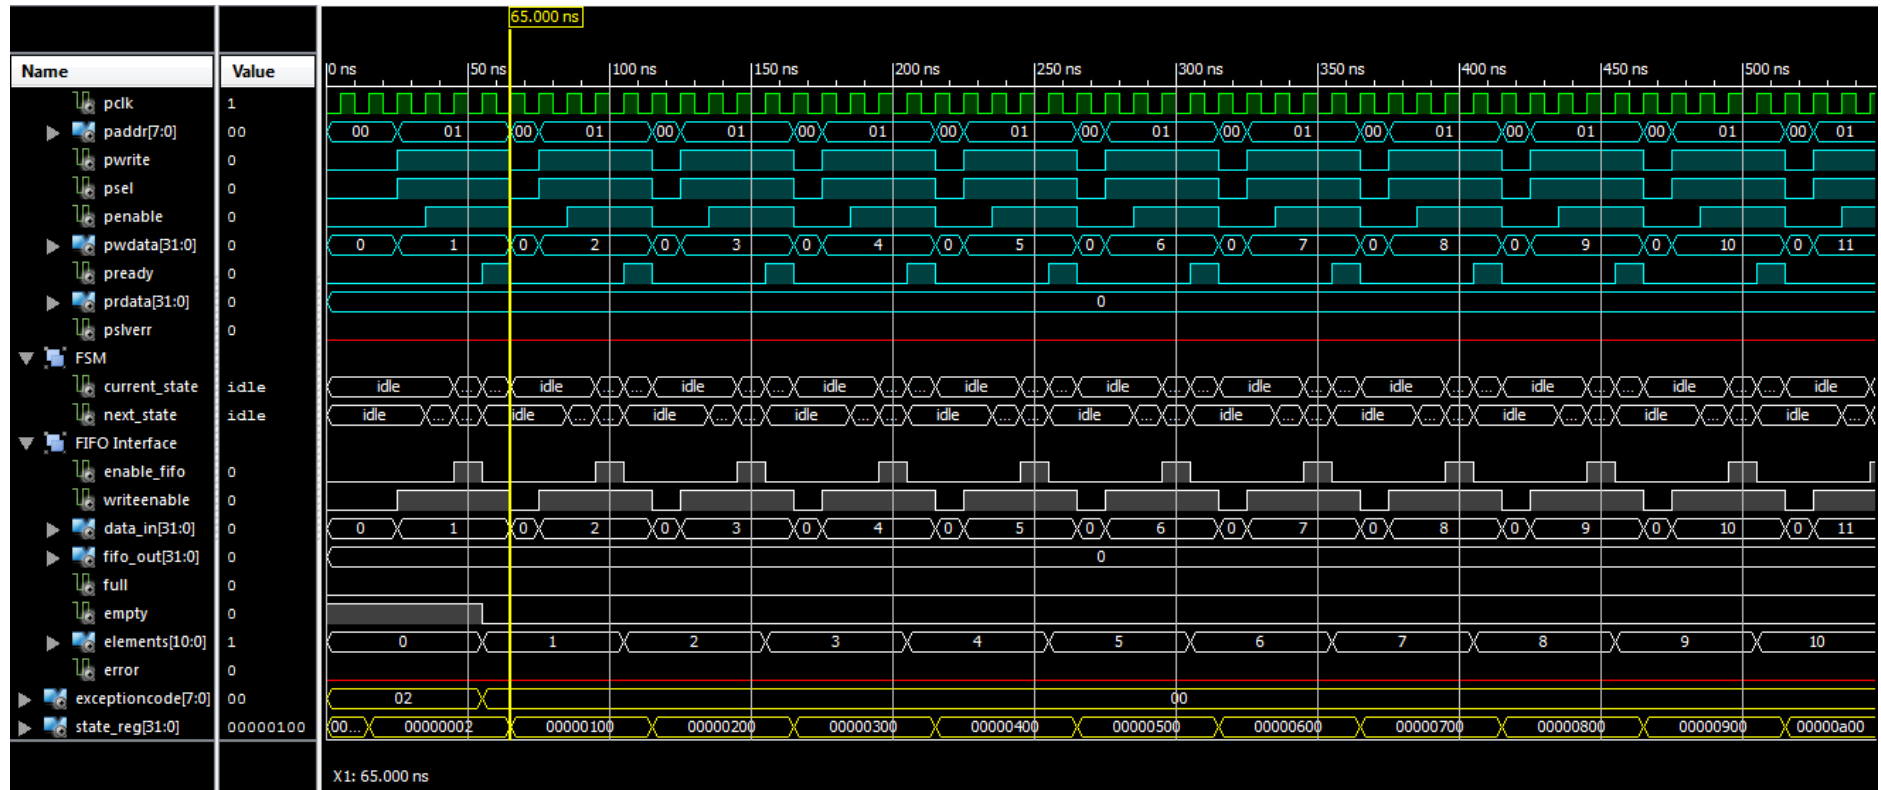 65.000 ns
Name Value 0 ns 50 ns 100 ns 150 ns 200 ns 250 ns 300 ns 350 ns 400 ns 450 ns 500 ns
pclk 1
paddr[7:0] 00 00 01 00 01 00 01 00 01 00 01 00 01 00 01 00 01 00 01 00 01 00 01
pwrite 0
psel 0
penable 0
pwdata[31:0] 0 0 1 0 2 0 3 0 4 0 5 0 6 0 7 0 8 0 9 0 10 0 11
pready 0
prdata[31:0] 0 0
pslverr 0
FSM
current_state idle idle ... ... idle ... ... idle ... ... idle ... ... idle ... ... idle ... ... idle ... ... idle ... ... idle ... ... idle ... ... idle
next_state idle idle ... ... idle ... ... idle ... ... idle ... ... idle ... ... idle ... ... idle ... ... idle ... ... idle ... ... idle ... ... idle ...
FIFO Interface
enable_fifo 0
writeenable 0
data_in[31:0] 0 0 1 0 2 0 3 0 4 0 5 0 6 0 7 0 8 0 9 0 10 0 11
fifo_out[31:0] 0 0
full 0
empty 0
elements[10:0] 1 0 1 2 3 4 5 6 7 8 9 10
error 0
exceptioncode[7:0] 00 02 00
state_reg[31:0] 00000100 00... 00000002 00000100 00000200 00000300 00000400 00000500 00000600 00000700 00000800 00000900 00000a00
X1: 65.000 ns